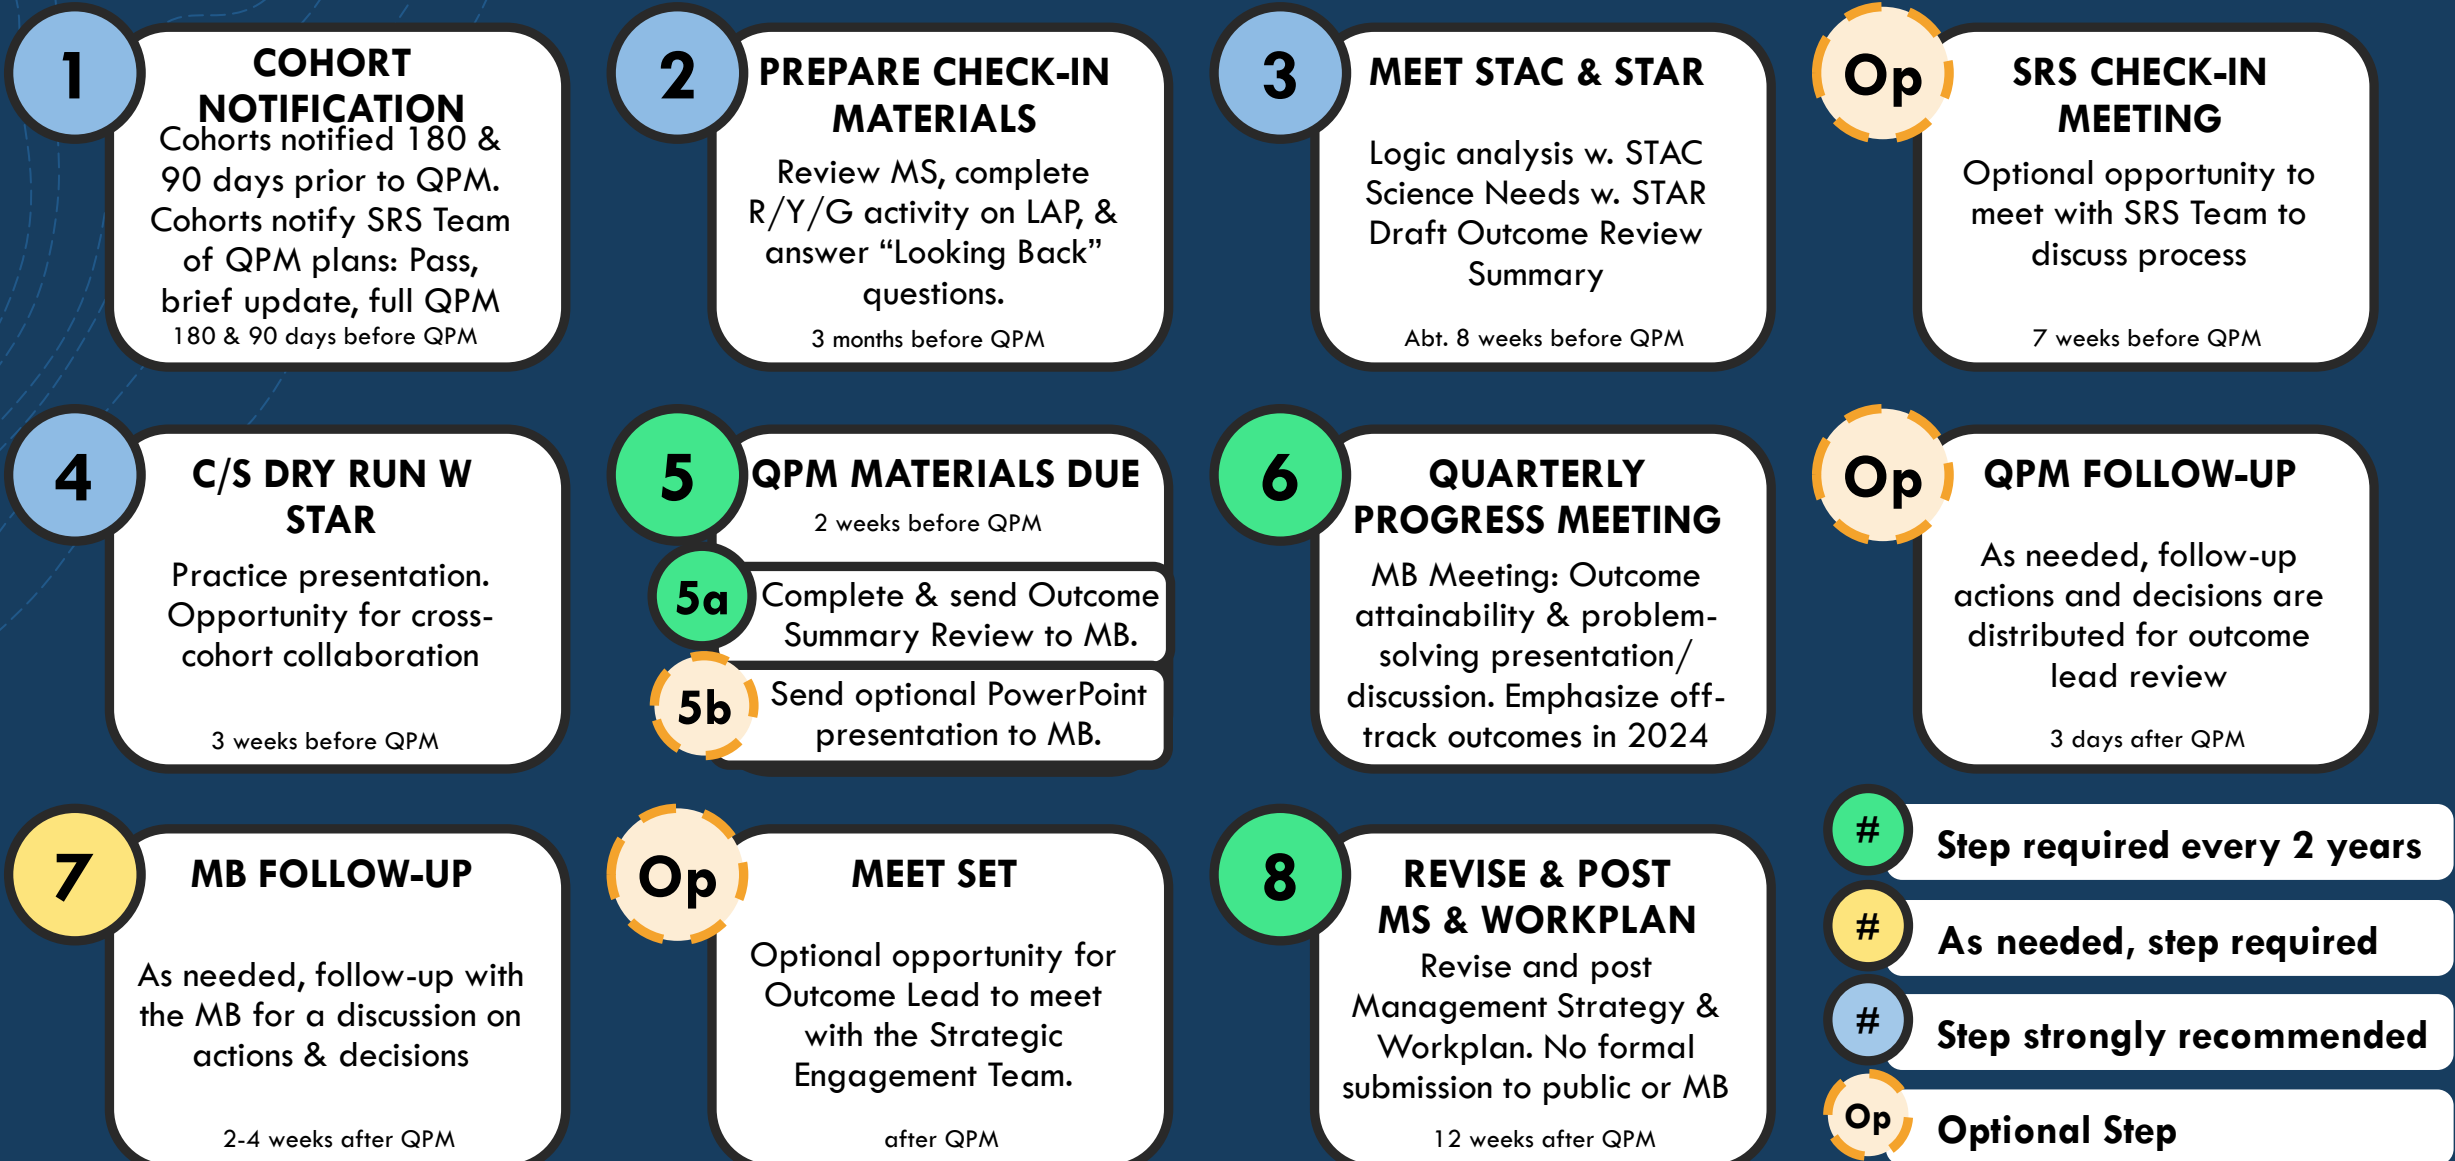 1
COHORT
NOTIFICATION
Cohorts notified 180 &
90 days prior to QPM.
Cohorts notify SRS Team
of QPM plans: Pass,
brief update, full QPM
180 & 90 days before QPM
2
PREPARE CHECK-IN
MATERIALS
Review MS, complete
R/Y/G activity on LAP, &
answer “Looking Back”
questions.
3 months before QPM
3
MEET STAC & STAR
Logic analysis w. STAC
Science Needs w. STAR
Draft Outcome Review
Summary
Abt. 8 weeks before QPM
Op
SRS CHECK-IN
MEETING
Optional opportunity to
meet with SRS Team to
discuss process
7 weeks before QPM
4
C/S DRY RUN W
STAR
Practice presentation.
Opportunity for cross-
cohort collaboration
3 weeks before QPM
5
QPM MATERIALS DUE
2 weeks before QPM
5a
Complete & send Outcome
Summary Review to MB.
5b
Send optional PowerPoint
presentation to MB.
6
QUARTERLY
PROGRESS MEETING
MB Meeting: Outcome
attainability & problem-
solving presentation/
discussion. Emphasize off-
track outcomes in 2024
Op
QPM FOLLOW-UP
As needed, follow-up
actions and decisions are
distributed for outcome
lead review
3 days after QPM
7
MB FOLLOW-UP
As needed, follow-up with
the MB for a discussion on
actions & decisions
2-4 weeks after QPM
Op
MEET SET
Optional opportunity for
Outcome Lead to meet
with the Strategic
Engagement Team.
after QPM
8
REVISE & POST
MS & WORKPLAN
Revise and post
Management Strategy &
Workplan. No formal
submission to public or MB
12 weeks after QPM
# Step required every 2 years
# As needed, step required
# Step strongly recommended
Op Optional Step